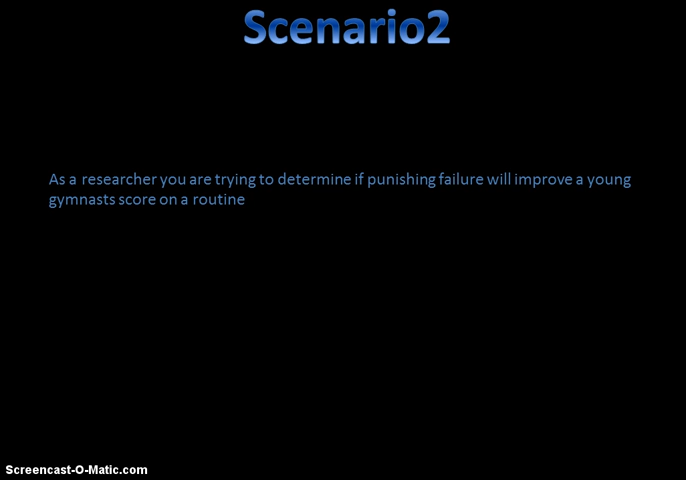 Scenario2
As a researcher you are trying to determine if punishing failure will improve a young
gymnasts score on a routine
Screencast-O-Matic.com